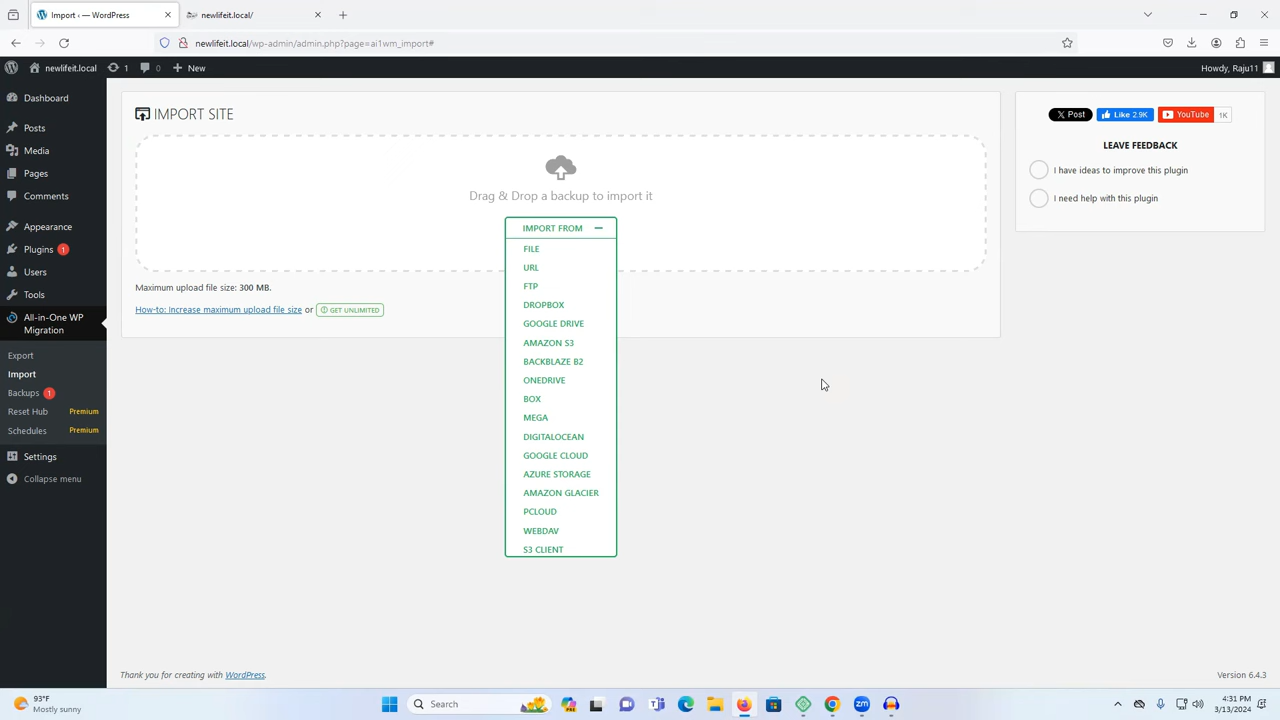 Import ‹ — WordPress
newlifeit.local/
newlifeit.local/wp-admin/admin.php?page=ai1wm_import#
newlifeit.local
1
0
New
Howdy, Raju11
Dashboard
Posts
Media
Pages
Comments
Appearance
Plugins 1
Users
Tools
All-in-One WP
Migration
Export
Import
Backups 1
Reset Hub Premium
Schedules Premium
Settings
Collapse menu
IMPORT SITE
Drag & Drop a backup to import it
IMPORT FROM
FILE
URL
FTP
DROPBOX
GOOGLE DRIVE
AMAZON S3
BACKBLAZE B2
ONEDRIVE
BOX
MEGA
DIGITALOCEAN
GOOGLE CLOUD
AZURE STORAGE
AMAZON GLACIER
PCLOUD
WEBDAV
S3 CLIENT
Maximum upload file size: 300 MB.
How-to: Increase maximum upload file size or GET UNLIMITED
X Post
Like 2.9K
YouTube 1K
LEAVE FEEDBACK
I have ideas to improve this plugin
I need help with this plugin
Thank you for creating with WordPress.
Version 6.4.3
93°F
Mostly sunny
Search
4:31 PM
3/13/2024